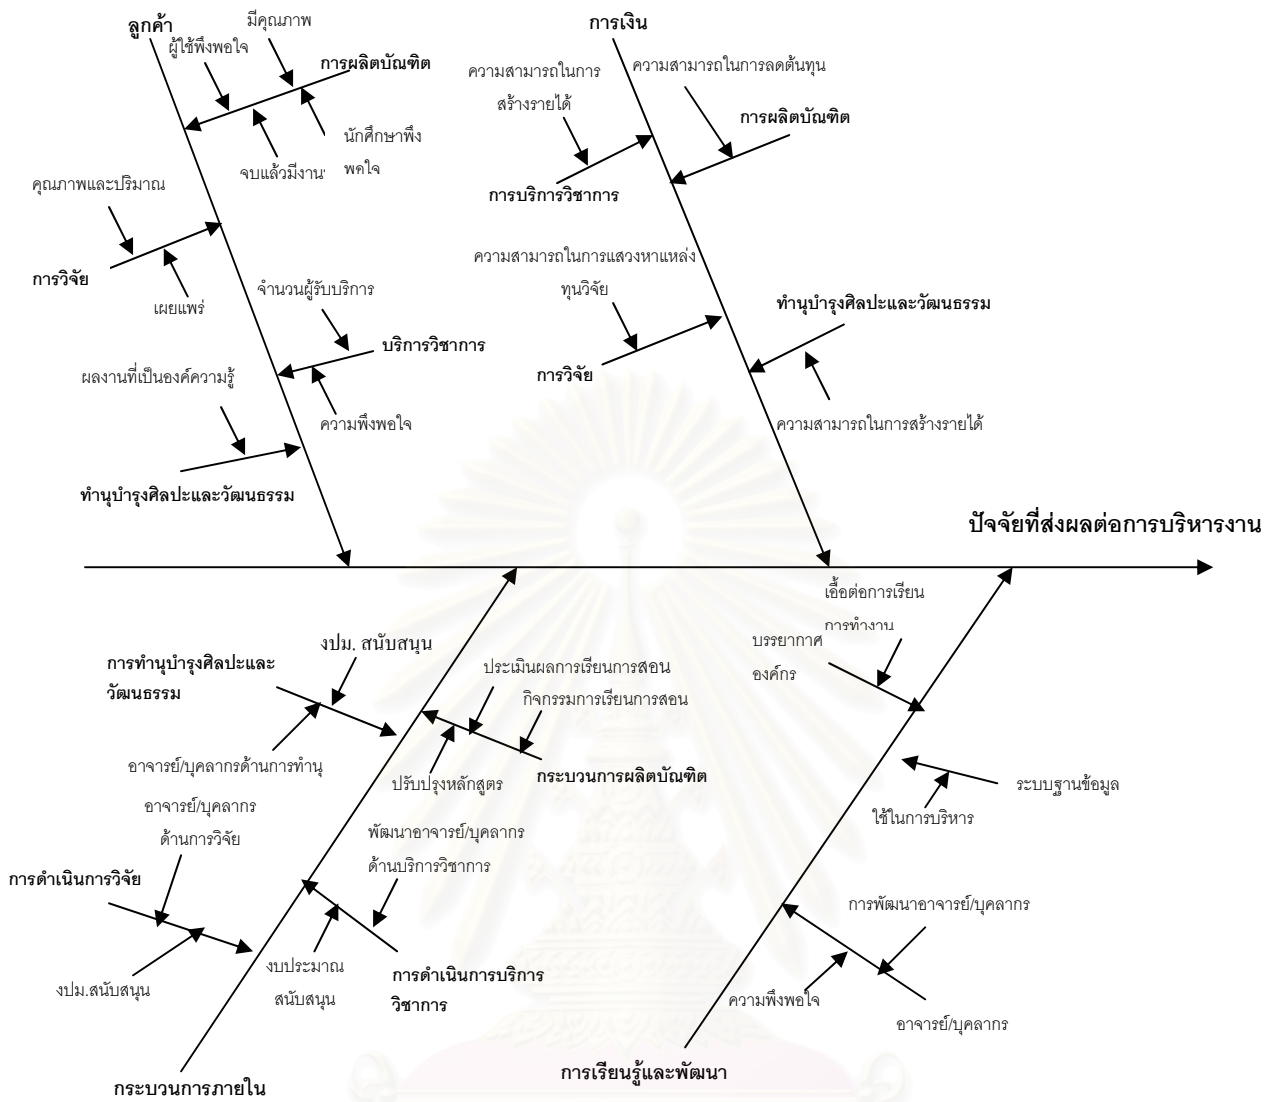 ลูกค้า
มีคุณภาพ
ผู้ใช้พึงพอใจ
การผลิตบัณฑิต
นักศึกษาพึง
พอใจ
จบแล้วมีงาน
คุณภาพและปริมาณ
การวิจัย
เผยแพร่
จำนวนผู้รับบริการ
บริการวิชาการ
ผลงานที่เป็นองค์ความรู้
ความพึงพอใจ
ทำนุบำรุงศิลปะและวัฒนธรรม
การเงิน
ความสามารถในการ
สร้างรายได้
ความสามารถในการลดต้นทุน
การผลิตบัณฑิต
การบริการวิชาการ
ความสามารถในการแสวงหาแหล่ง
ทุนวิจัย
ทำนุบำรุงศิลปะและวัฒนธรรม
การวิจัย
ความสามารถในการสร้างรายได้
ปัจจัยที่ส่งผลต่อการบริหารงาน
งปม. สนับสนุน
การทำนุบำรุงศิลปะและ
วัฒนธรรม
ประเมินผลการเรียนการสอน
กิจกรรมการเรียนการสอน
อาจารย์/บุคลากรด้านการทำนุ
ปรับปรุงหลักสูตร
กระบวนการผลิตบัณฑิต
อาจารย์/บุคลากร
ด้านการวิจัย
พัฒนาอาจารย์/บุคลากร
ด้านบริการวิชาการ
การดำเนินการวิจัย
งปม.สนับสนุน
งบประมาณ
สนับสนุน
การดำเนินการบริการ
วิชาการ
กระบวนการภายใน
เอื้อต่อการเรียน
การทำงาน
บรรยากาศ
องค์กร
ระบบฐานข้อมูล
ใช้ในการบริหาร
การพัฒนาอาจารย์/บุคลากร
ความพึงพอใจ
อาจารย์/บุคลากร
การเรียนรู้และพัฒนา